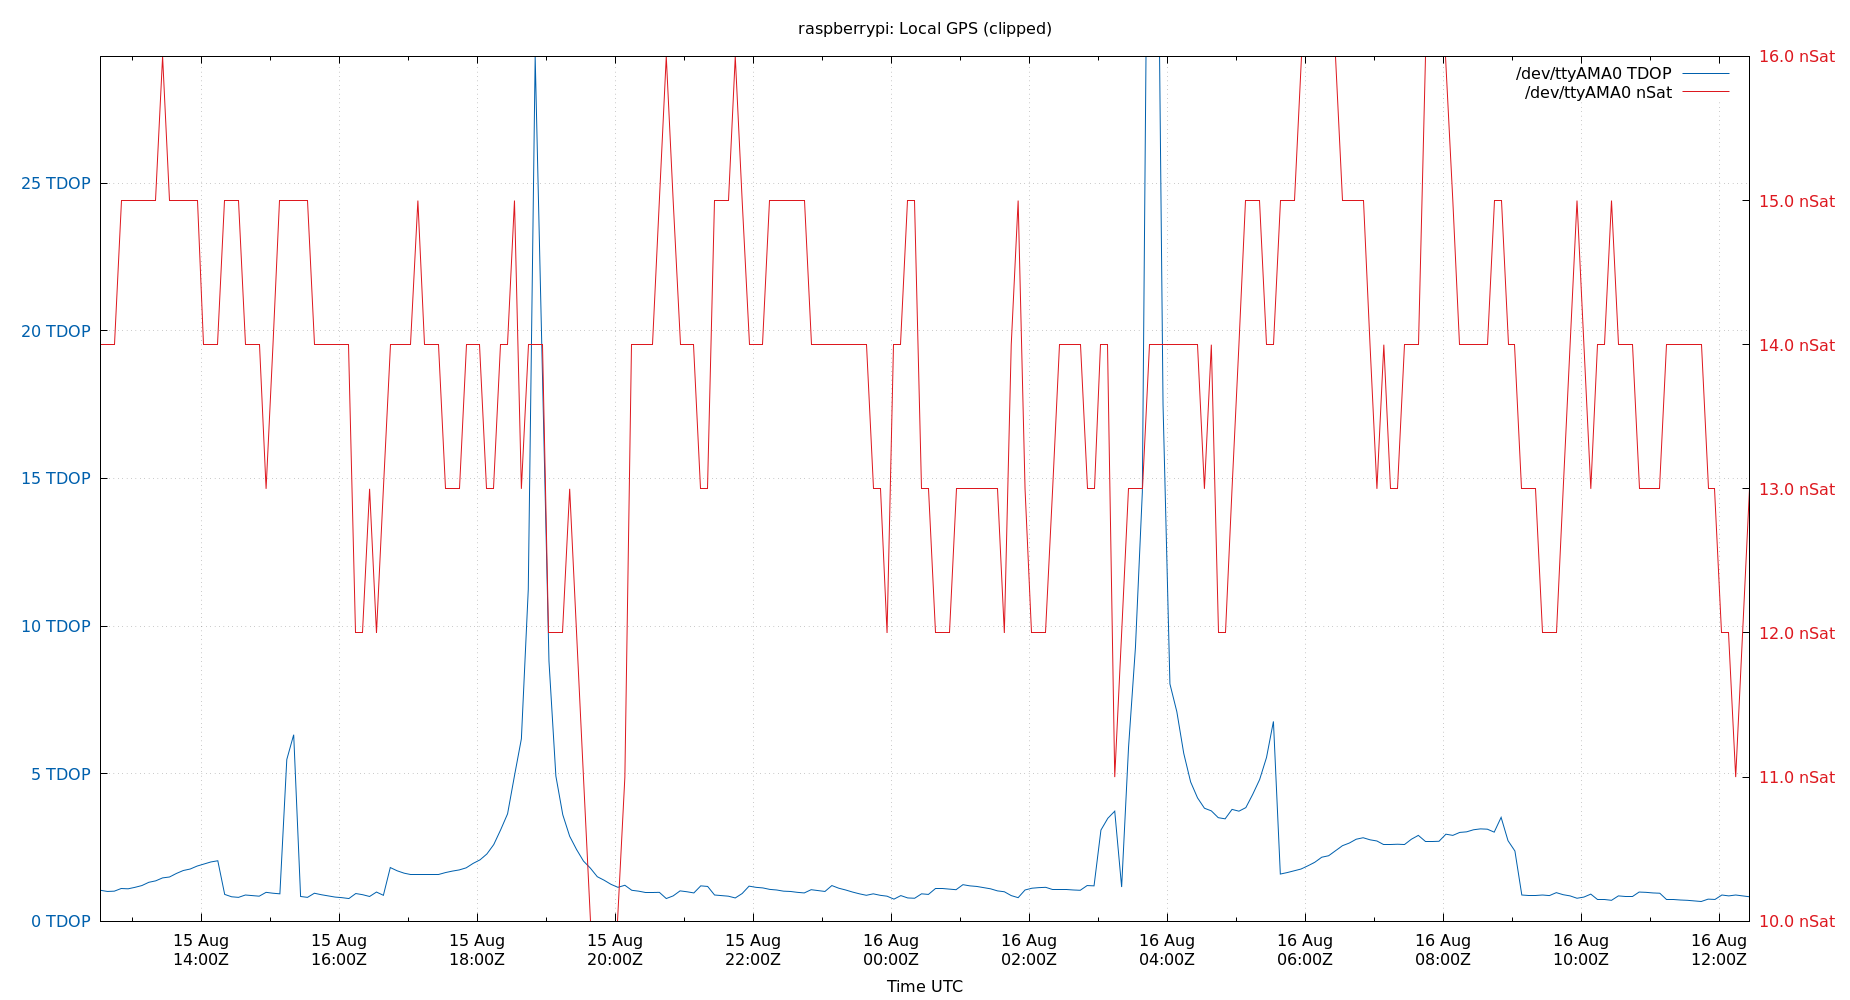 raspberrypi: Local GPS (clipped)
/dev/ttyAMA0 TDOP
/dev/ttyAMA0 nSat
25 TDOP
20 TDOP
15 TDOP
10 TDOP
5 TDOP
0 TDOP
16.0 nSat
15.0 nSat
14.0 nSat
13.0 nSat
12.0 nSat
11.0 nSat
10.0 nSat
15 Aug 15 Aug 15 Aug 15 Aug 15 Aug 16 Aug 16 Aug 16 Aug 16 Aug 16 Aug 16 Aug 16 Aug
14:00Z 16:00Z 18:00Z 20:00Z 22:00Z 00:00Z 02:00Z 04:00Z 06:00Z 08:00Z 10:00Z 12:00Z
Time UTC